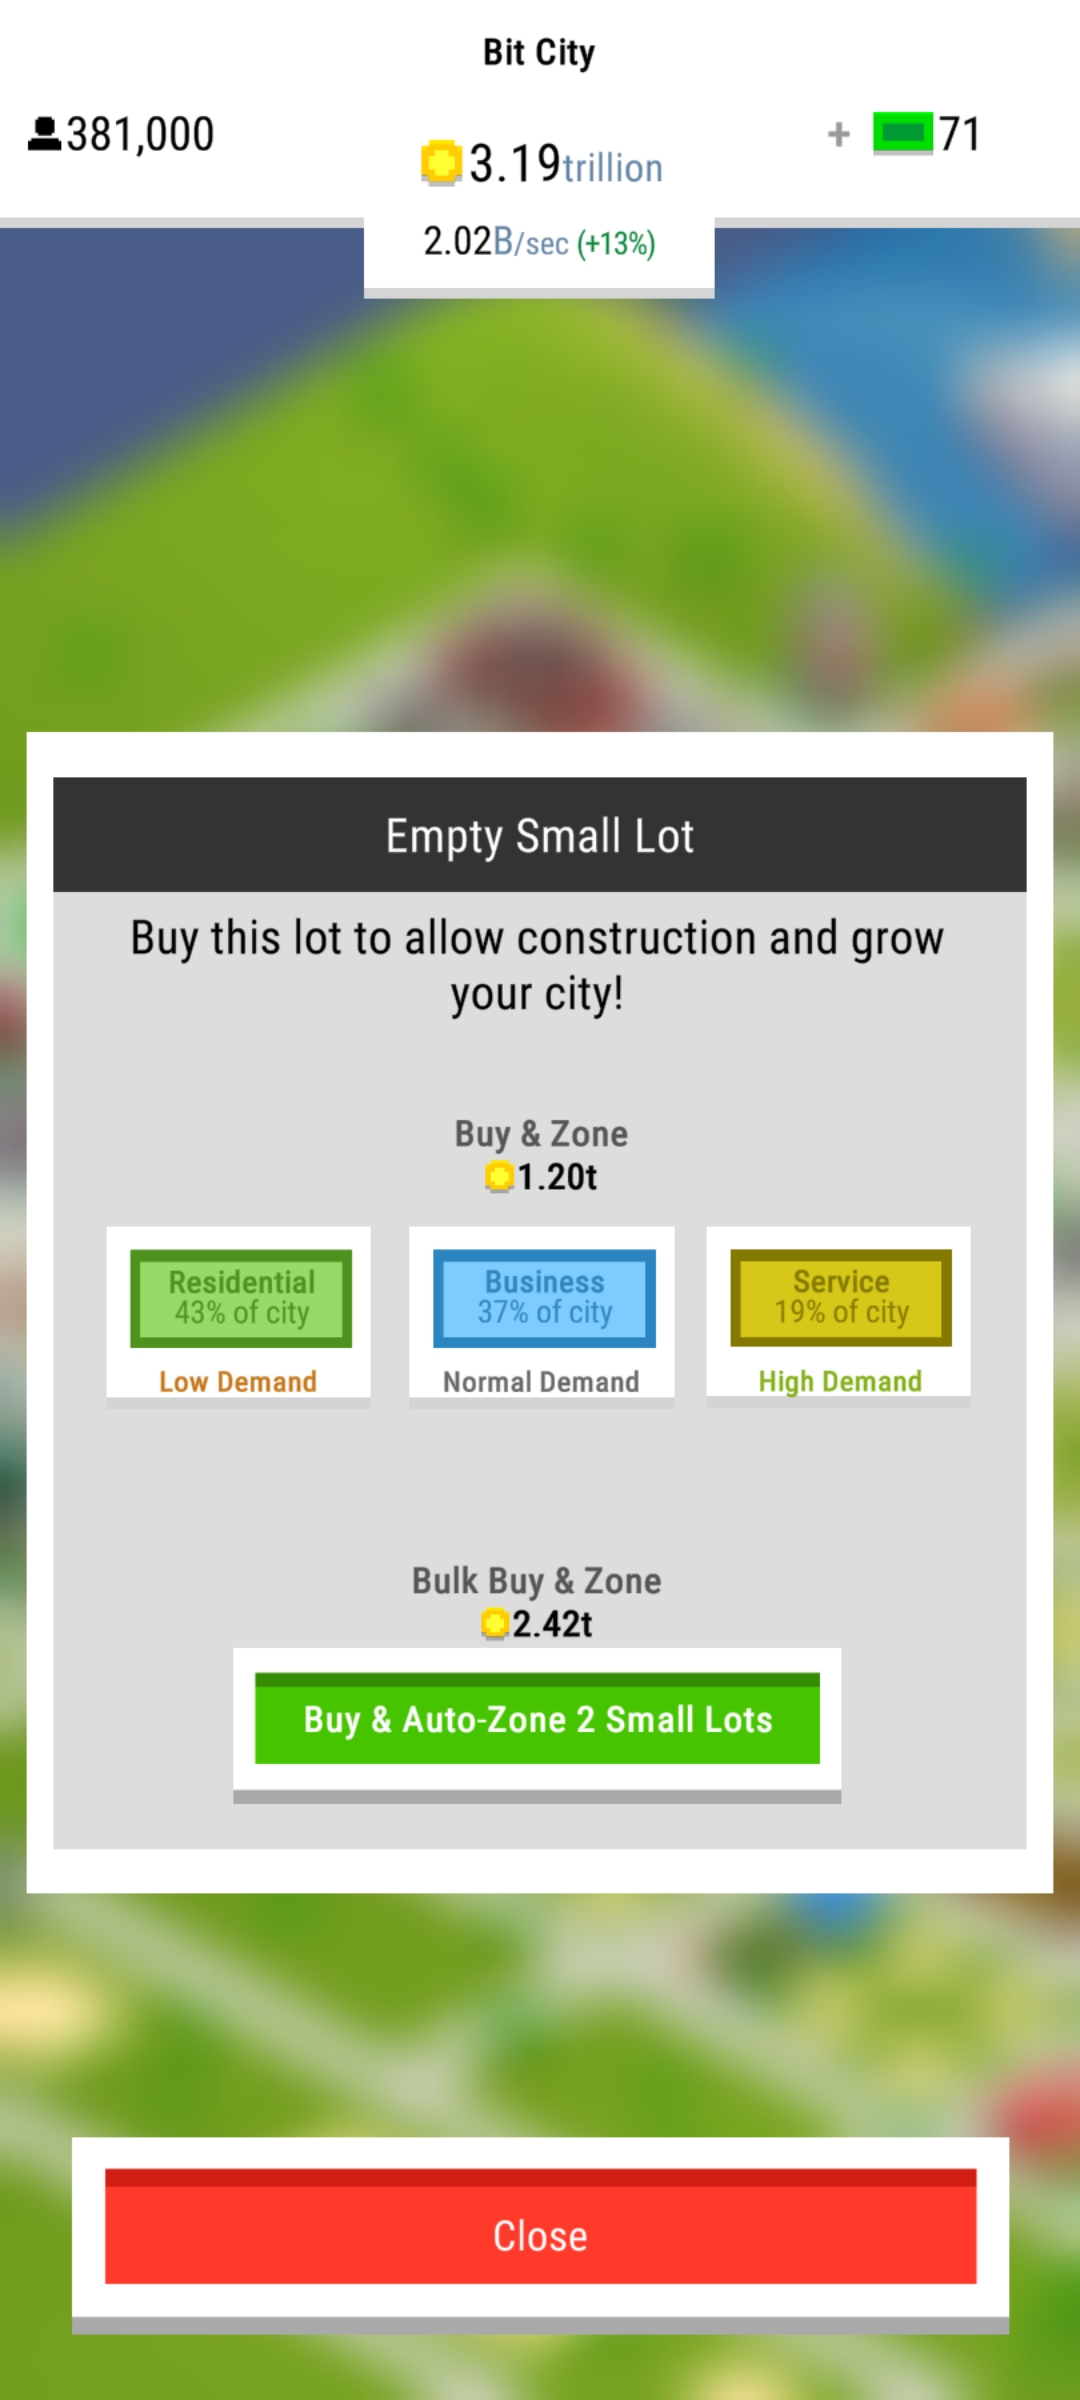 Bit City
381,000
3.19trillion
+ 71
2.02B/sec (+13%)
Empty Small Lot
Buy this lot to allow construction and grow
your city!
Buy & Zone
1.20t
Residential
43% of city
Low Demand
Business
37% of city
Normal Demand
Service
19% of city
High Demand
Bulk Buy & Zone
2.42t
Buy & Auto-Zone 2 Small Lots
Close